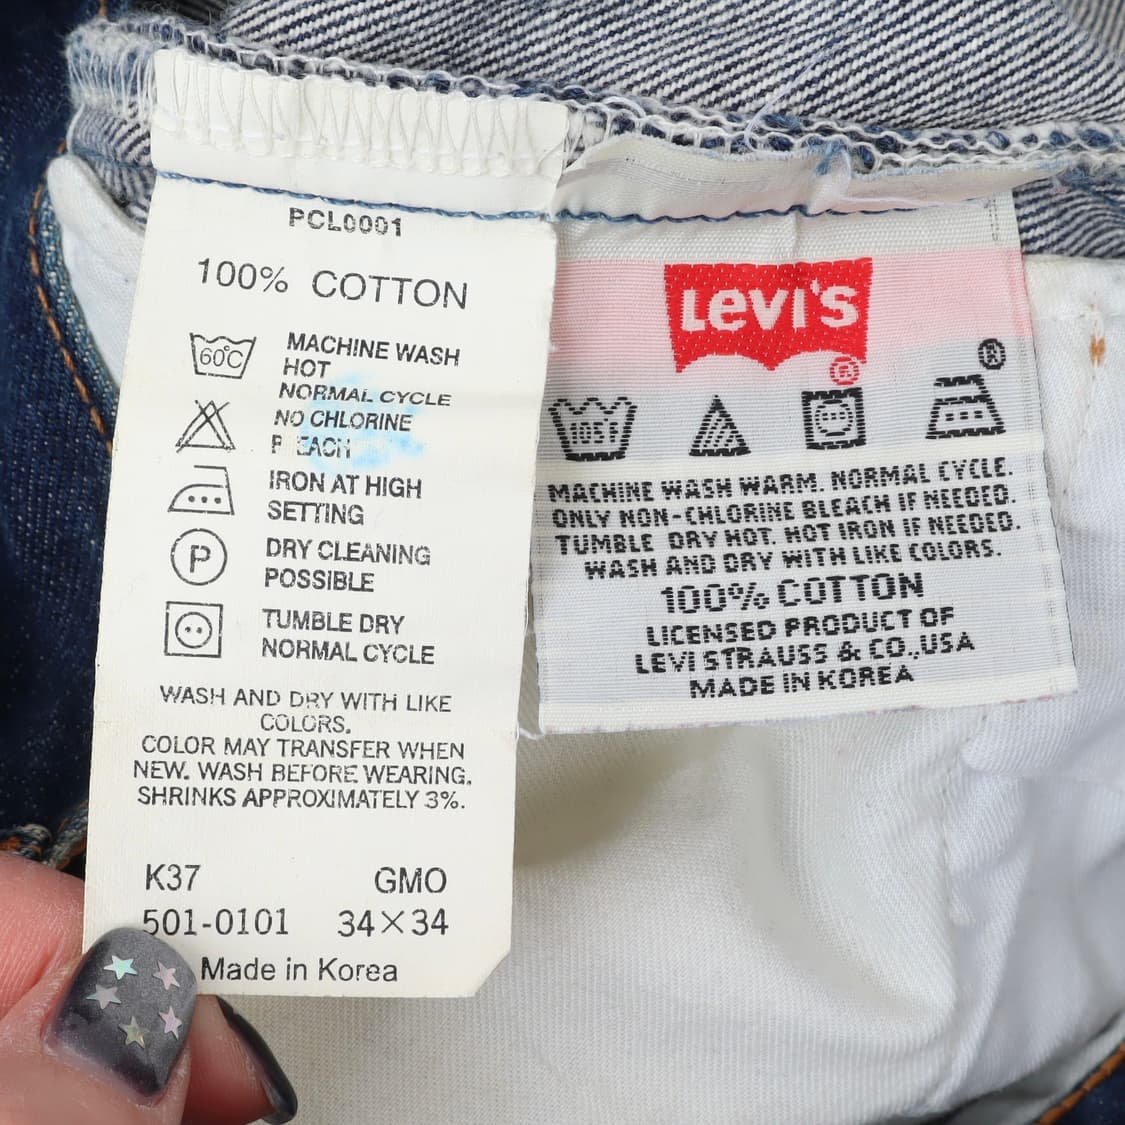 PCL0001
100% COTTON
60°C
MACHINE WASH
HOT
NORMAL CYCLE
NO CHLORINE
B EACH
IRON AT HIGH
SETTING
P
DRY CLEANING
POSSIBLE
TUMBLE DRY
NORMAL CYCLE
WASH AND DRY WITH LIKE
COLORS.
COLOR MAY TRANSFER WHEN
NEW. WASH BEFORE WEARING.
SHRINKS APPROXIMATELY 3%.
K37 GMO
501-0101 34×34
Made in Korea
LEVI'S
®
®
105F
MACHINE WASH WARM. NORMAL CYCLE.
ONLY NON-CHLORINE BLEACH IF NEEDED.
TUMBLE DRY HOT. HOT IRON IF NEEDED.
WASH AND DRY WITH LIKE COLORS.
100% COTTON
LICENSED PRODUCT OF
LEVI STRAUSS & CO.,USA
MADE IN KOREA